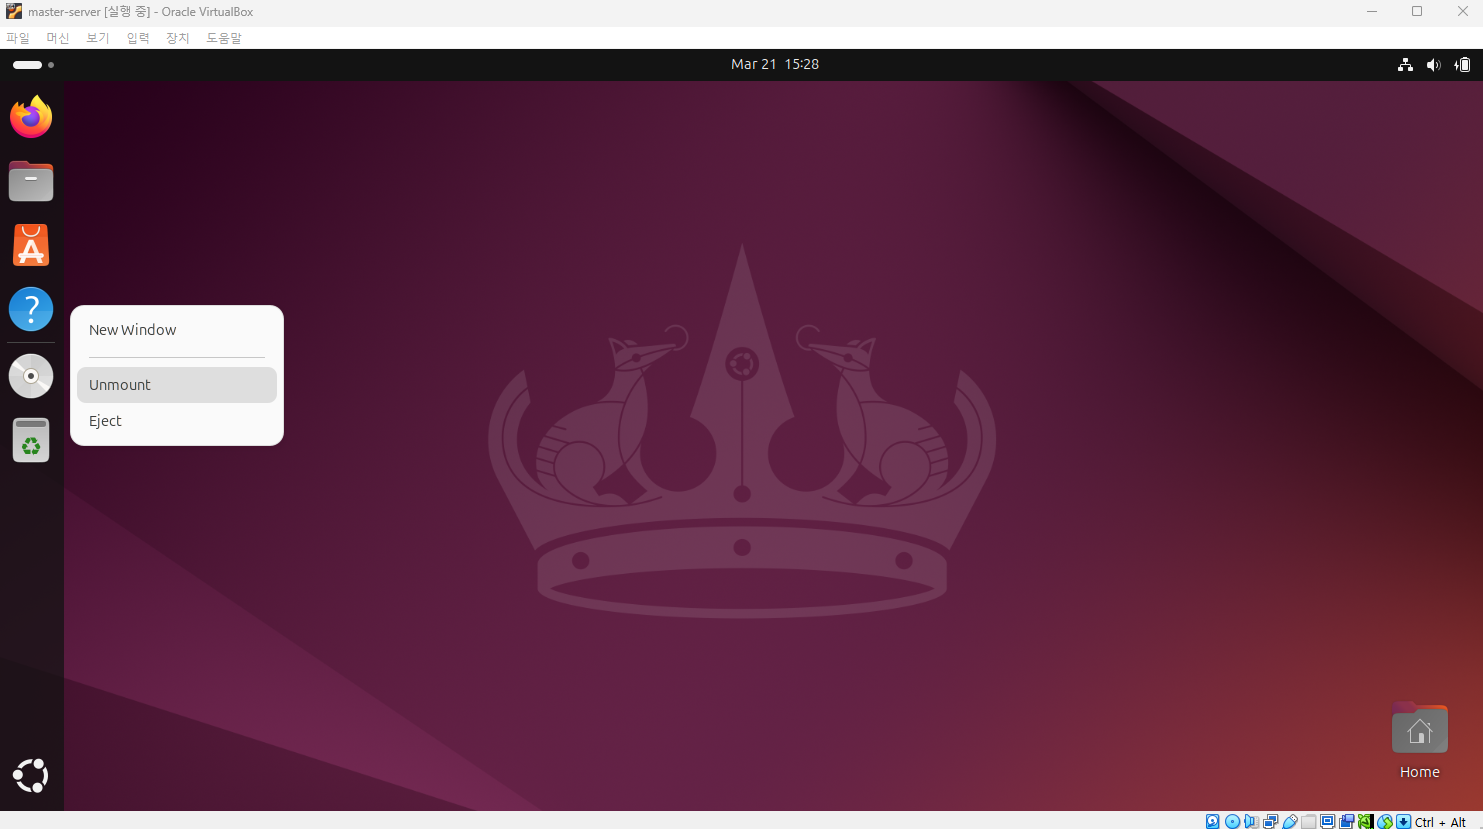 master-server [실행 중] - Oracle VirtualBox
파일 머신 보기 입력 장치 도움말
Mar 21 15:28
New Window
Unmount
Eject
Home
Ctrl + Alt